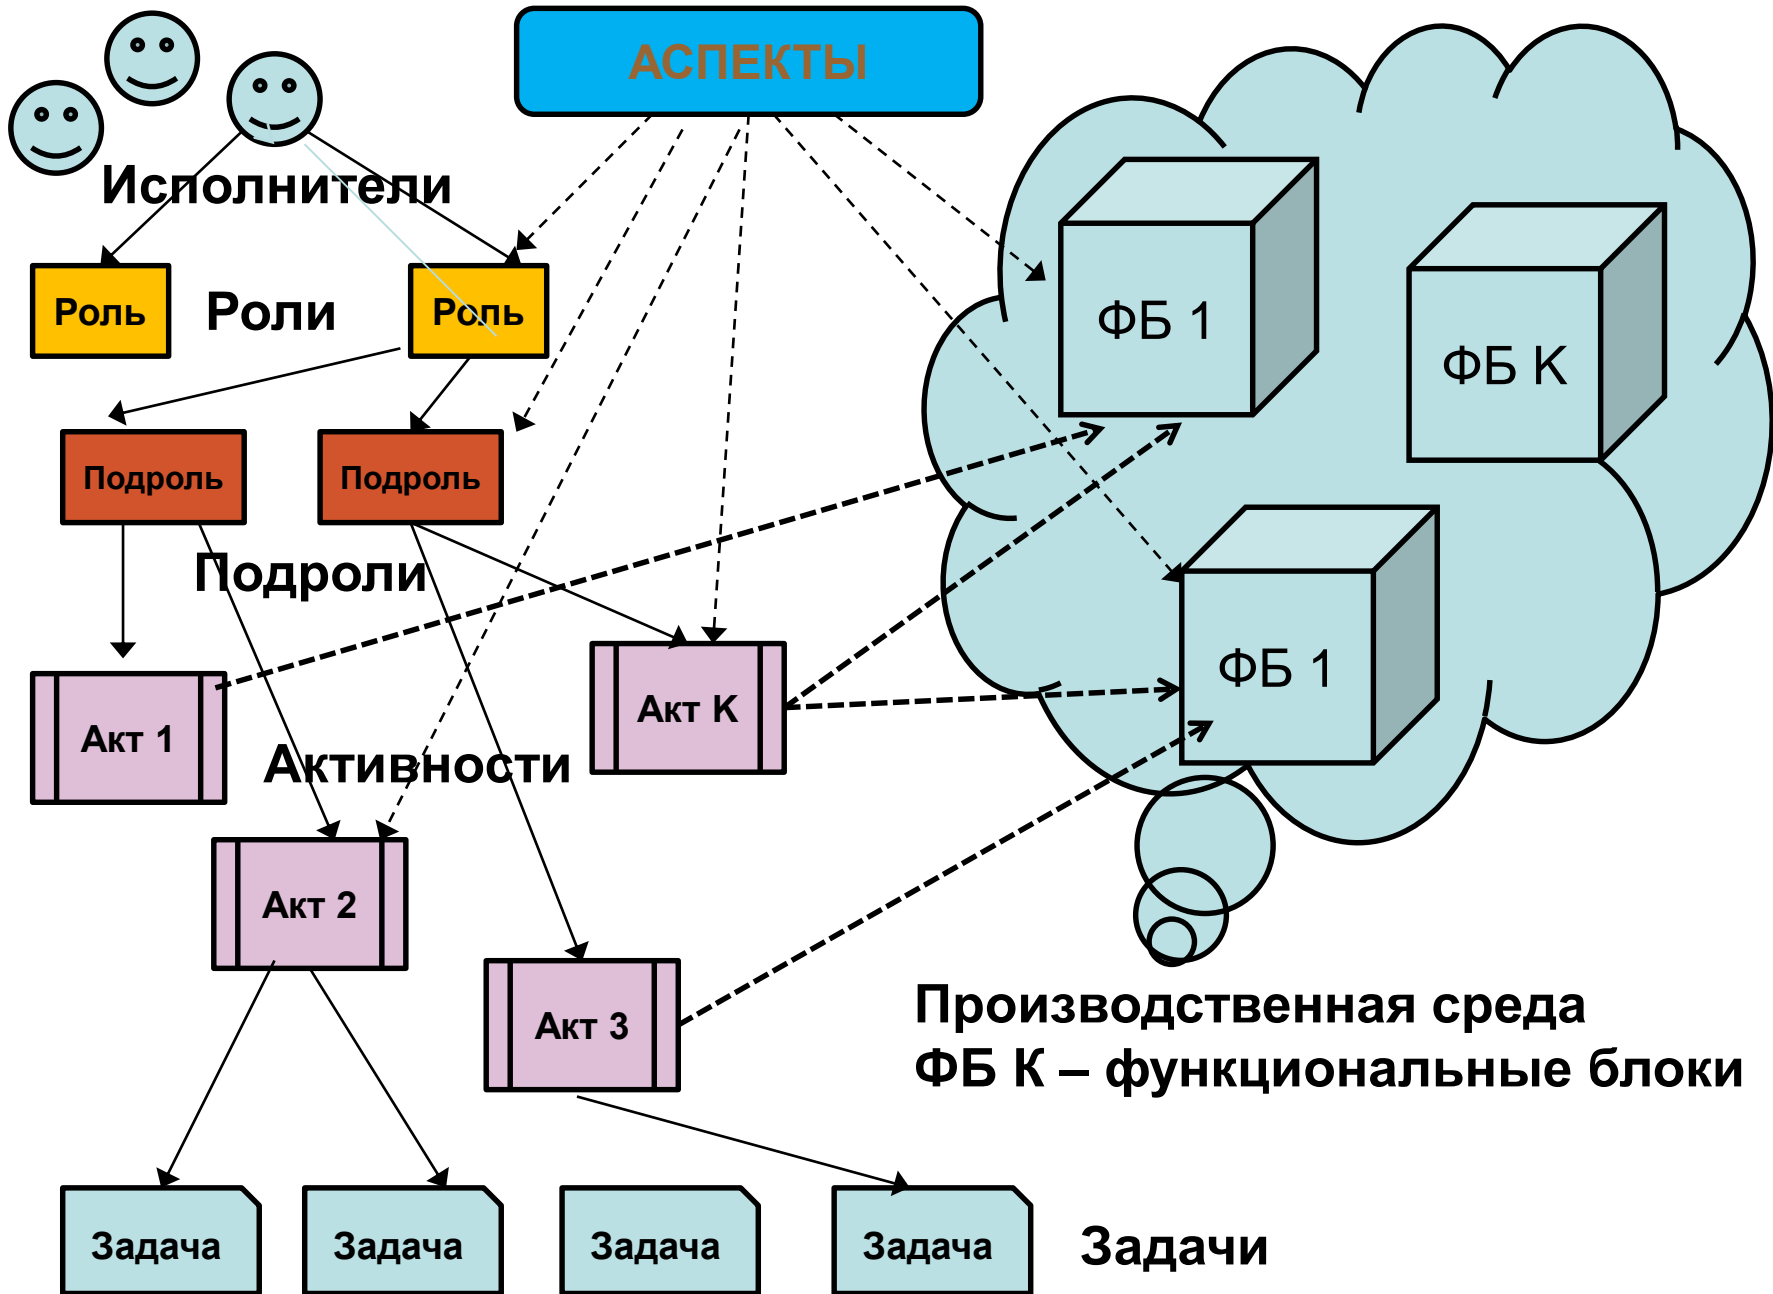 АСПЕКТЫ
Исполнители
Роль
Роли
Роль
ФБ 1
ФБ К
Подроль
Подроль
Подроли
ФБ 1
Акт 1
Акт К
Активности
Акт 2
Акт 3
Производственная среда
ФБ К – функциональные блоки
Задача
Задача
Задача
Задача
Задачи